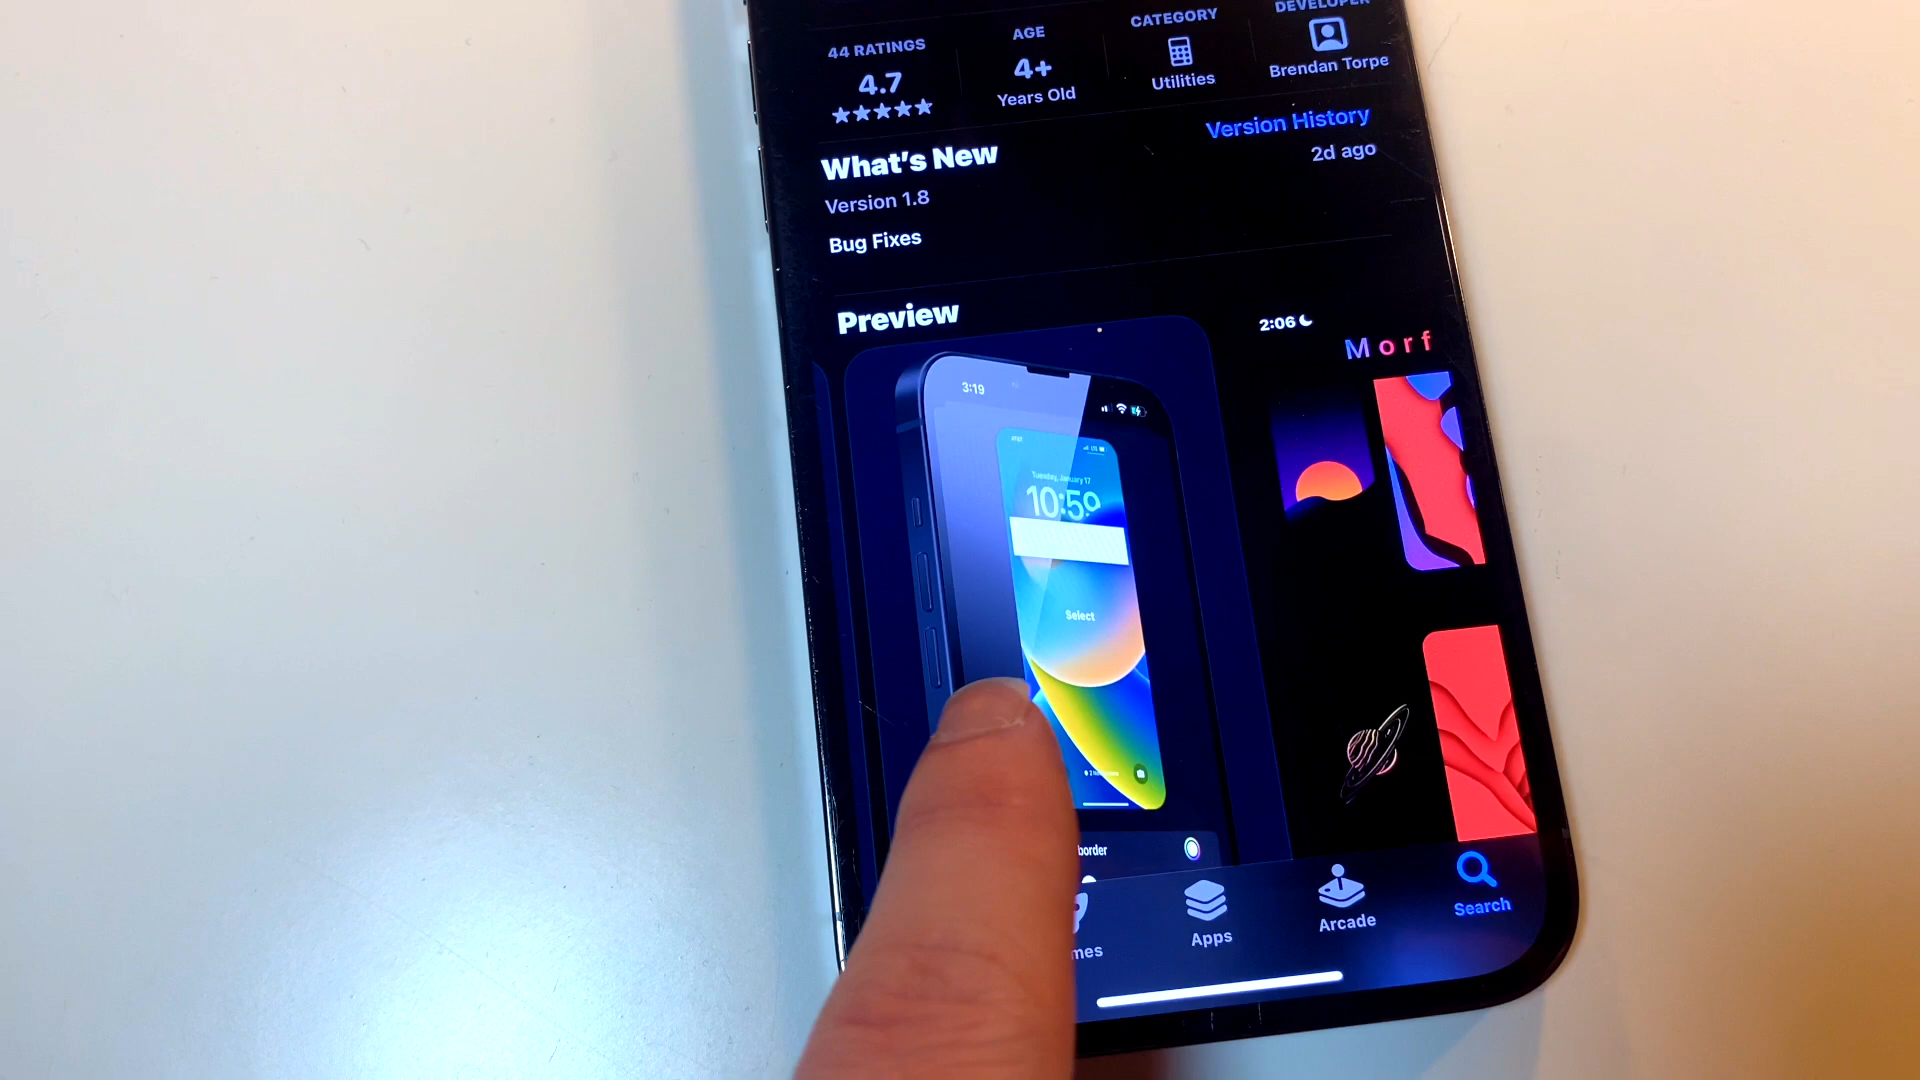 44 RATINGS
4.7
AGE
4+
Years Old
CATEGORY
Utilities
DEVELOPER
Brendan Torpe
What's New
Version History
Version 1.8
2d ago
Bug Fixes
Preview
3:19
Tuesday, January 17
10:59
Select
border
2:06
Morf
mes
Apps
Arcade
Search